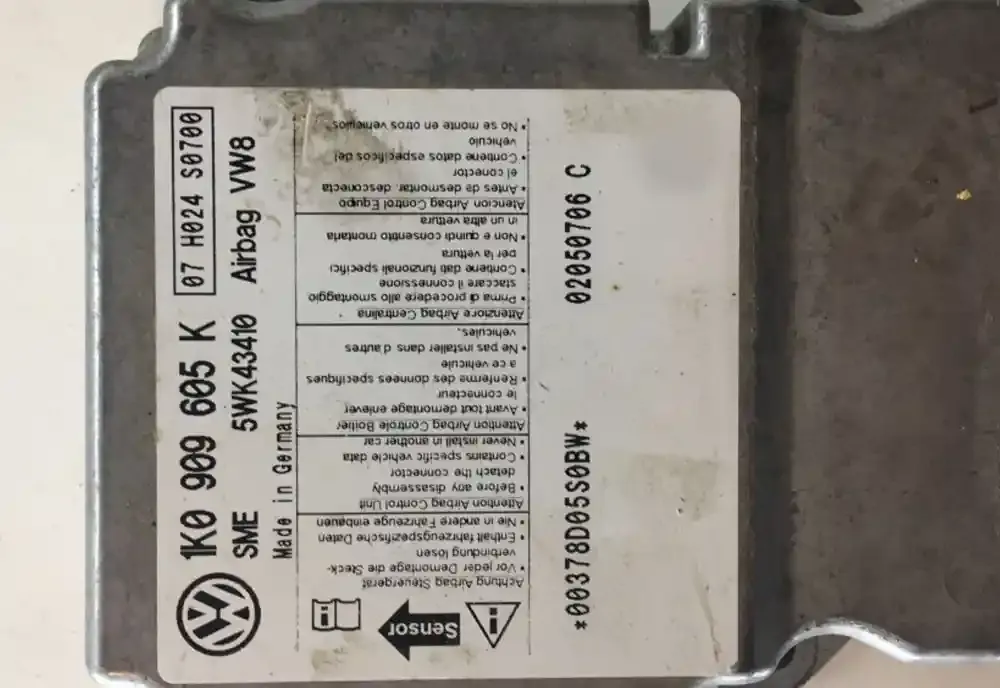 1K0 909 605 K
07 H024 S0700
SME 5WK43410 Airbag VW8
Made in Germany
Sensor
Achtung Airbag Steuergerät
• Vor jeder Demontage die Steck-
verbindung lösen
• Enthält fahrzeugspezifische Daten
• Nie in andere Fahrzeuge einbauen
Attention Airbag Control Unit
• Before any disassembly
detach the connector
• Contains specific vehicle data
• Never install in another car
Attention Airbag Controle Boîtier
• Avant tout demontage enlever
le connecteur
• Renferme des données spécifiques
a ce vehicule
• Ne pas installer dans d'autres
vehicules.
Attenzione Airbag Centralina
• Prima di procedere allo smontaggio
staccare il connessione
• Contiene dati funzionali specifici
per la vettura
• Non e quindi consentito montarla
in un altra vettura
Atencion Airbag Control Equipo
• Antes de desmontar, desconecta
el conector
• Contiene datos especificos del
vehiculo
• No se monte en otros vehiculos
02050706 C
*00378D05S0BW*